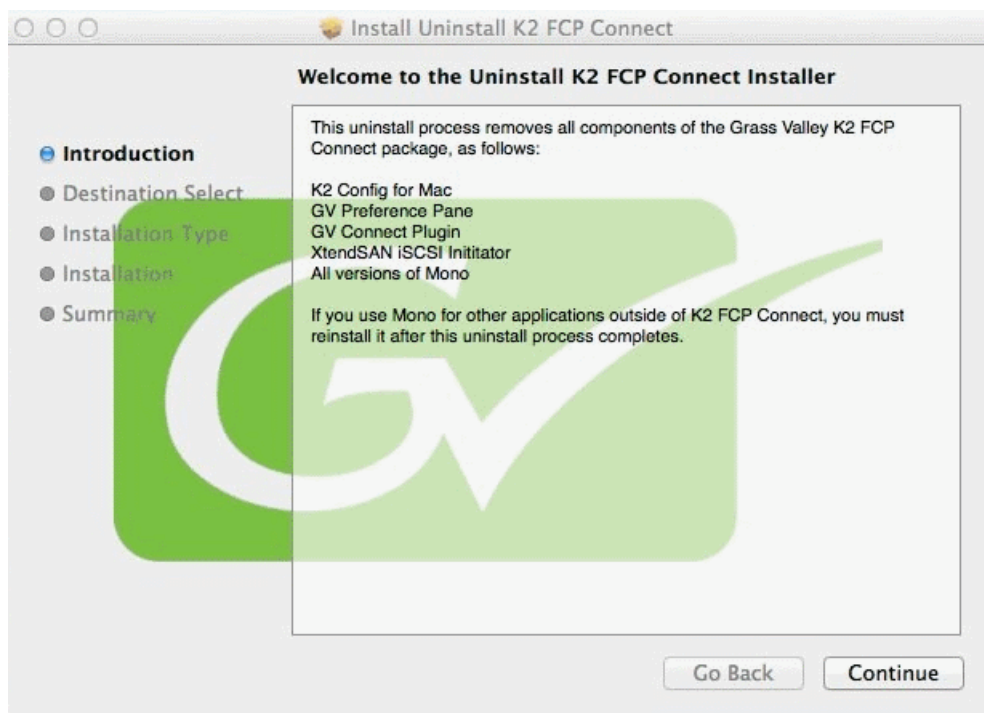 Install Uninstall K2 FCP Connect
Welcome to the Uninstall K2 FCP Connect Installer
Introduction
Destination Select
Installation Type
Installation
Summary
This uninstall process removes all components of the Grass Valley K2 FCP
Connect package, as follows:
K2 Config for Mac
GV Preference Pane
GV Connect Plugin
XtendSAN iSCSI Inititator
All versions of Mono
If you use Mono for other applications outside of K2 FCP Connect, you must
reinstall it after this uninstall process completes.
GV
Go Back
Continue